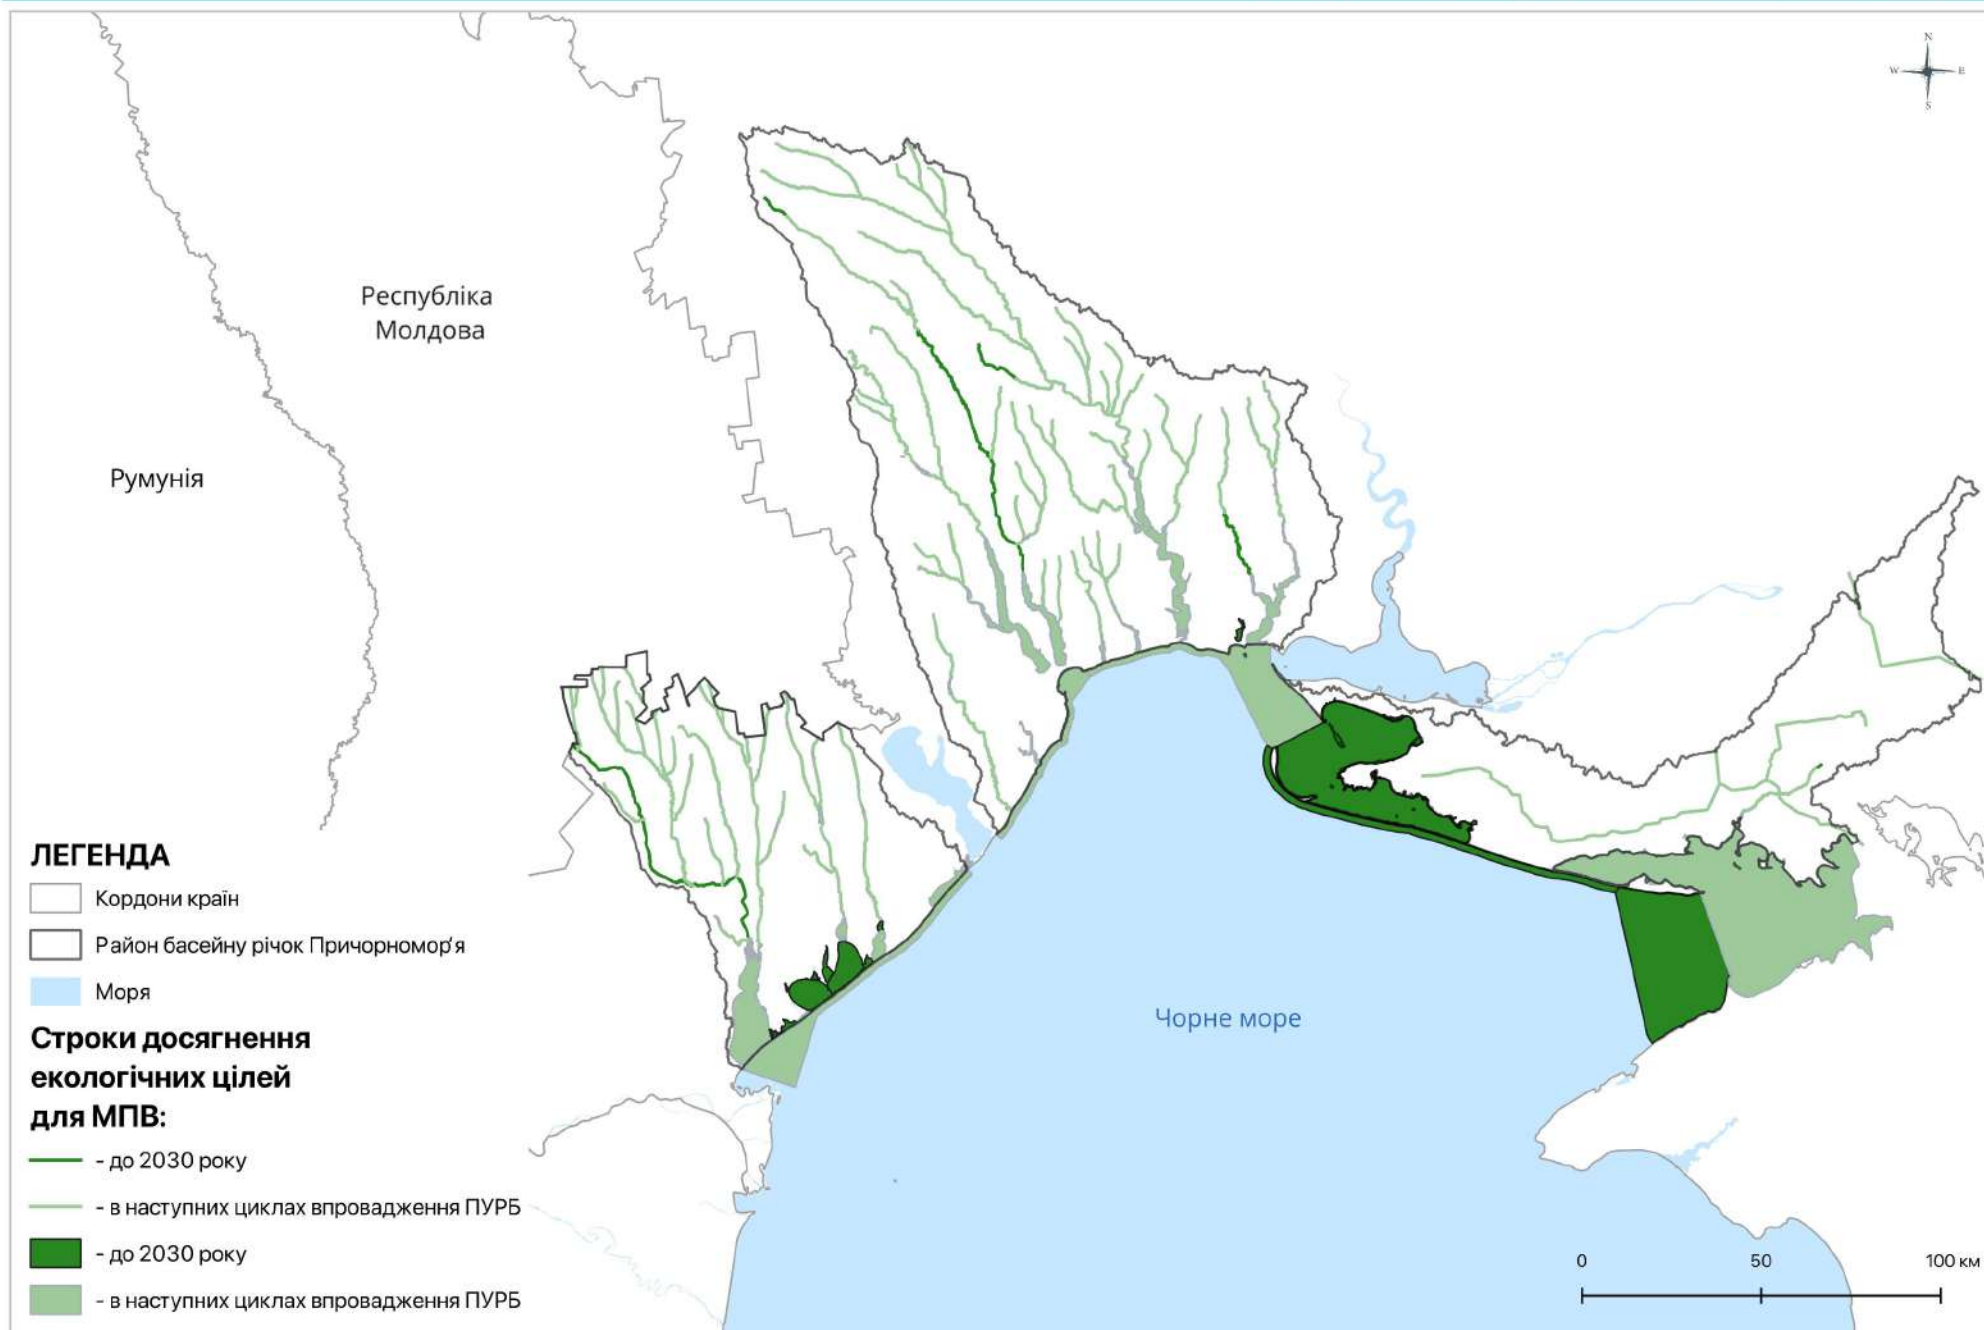 N
W E
S
Республіка
Молдова
Румунія
Чорне море
ЛЕГЕНДА
Кордони країн
Район басейну річок Причорномор'я
Моря
Строки досягнення
екологічних цілей
для МПВ:
- до 2030 року
- в наступних циклах впровадження ПУРБ
- до 2030 року
- в наступних циклах впровадження ПУРБ
0 50 100 км